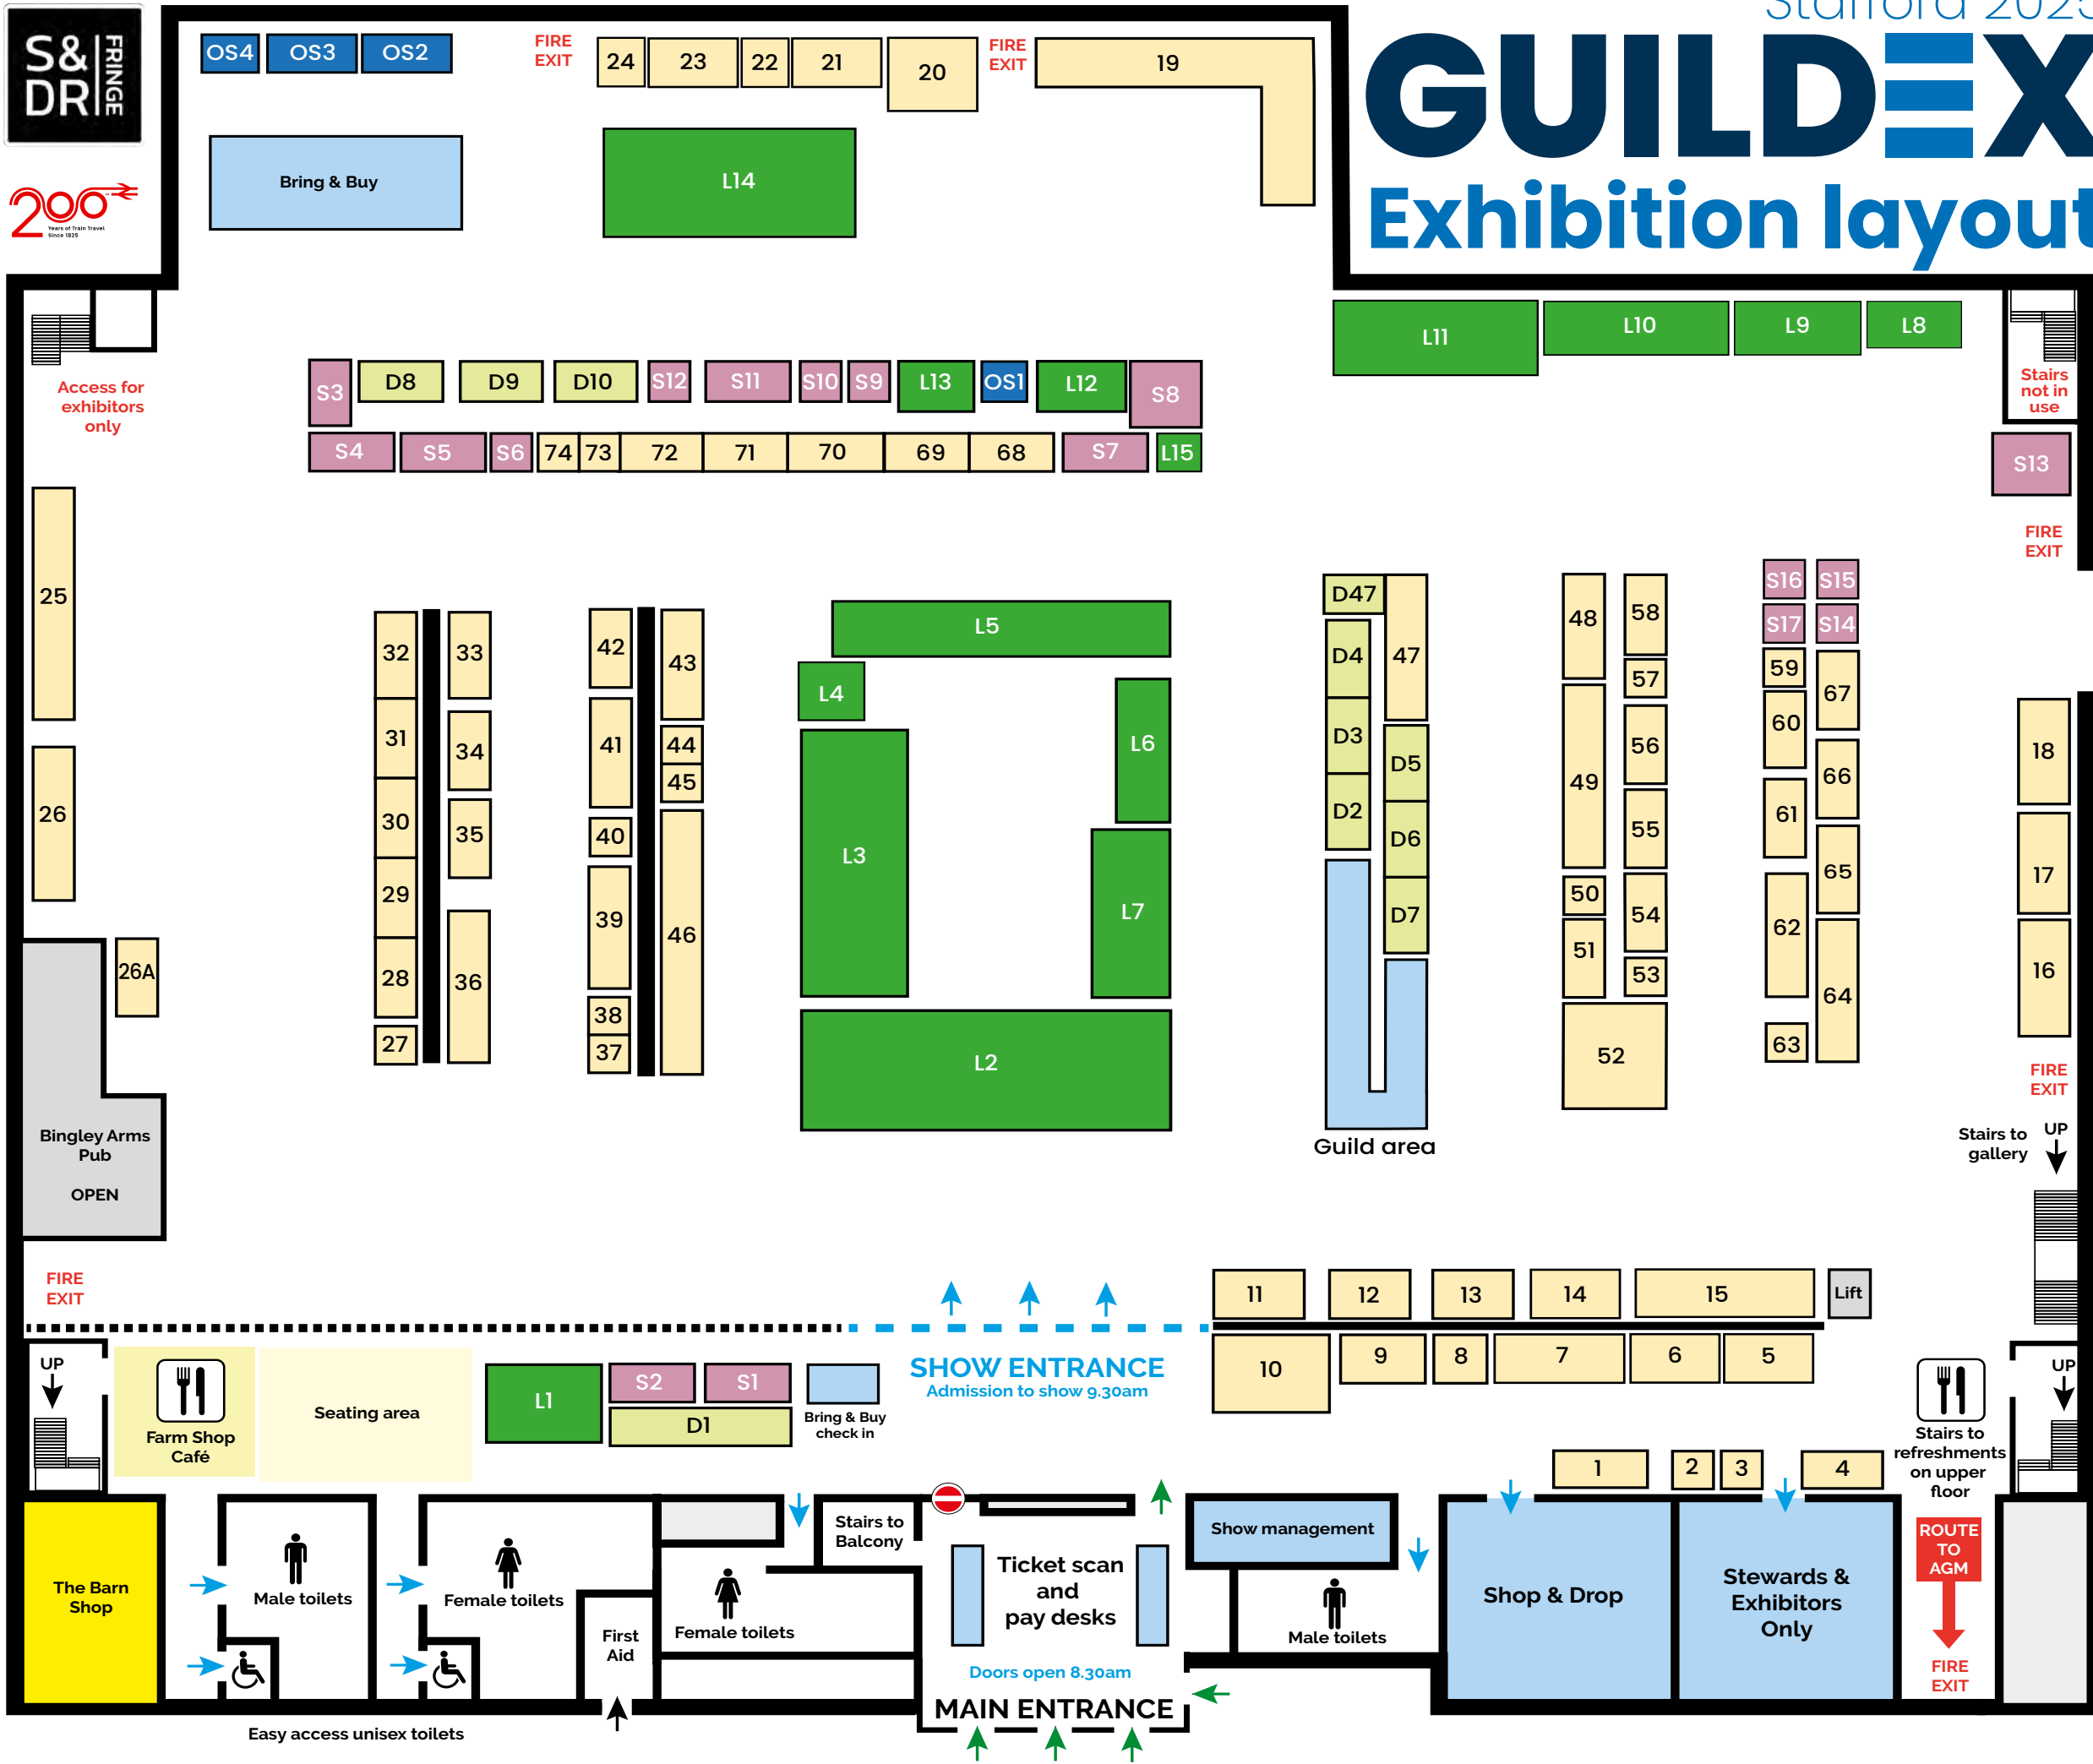 S&
DR
FRINGE
200
Years of Train Travel
Since 1825
Stafford 2025
GUILDEX
Exhibition layout
OS4
OS3
OS2
FIRE
EXIT
24
23
22
21
20
FIRE
EXIT
19
Bring & Buy
L14
L11
L10
L9
L8
Access for
exhibitors
only
Stairs
not in
use
S3
D8
D9
D10
S12
S11
S10
S9
L13
OS1
L12
S8
S4
S5
S6
74
73
72
71
70
69
68
S7
L15
S13
FIRE
EXIT
25
26
26A
32
31
30
29
28
27
33
34
35
36
42
41
40
39
38
37
43
44
45
46
L5
L4
L3
L6
L7
L2
D47
D4
D3
D2
47
D5
D6
D7
Guild area
48
49
50
51
52
58
57
56
55
54
53
S16
S15
S17
S14
59
60
61
62
63
67
66
65
64
18
17
16
FIRE
EXIT
Stairs to
gallery
UP
Bingley Arms
Pub
OPEN
FIRE
EXIT
11
12
13
14
15
Lift
10
9
8
7
6
5
SHOW ENTRANCE
Admission to show 9.30am
UP
Farm Shop
Café
Seating area
L1
S2
S1
D1
Bring & Buy
check in
1
2
3
4
Stairs to
refreshments
on upper
floor
UP
The Barn
Shop
Male toilets
Female toilets
First
Aid
Female toilets
Stairs to
Balcony
Ticket scan
and
pay desks
Doors open 8.30am
MAIN ENTRANCE
Show management
Male toilets
Shop & Drop
Stewards &
Exhibitors
Only
ROUTE
TO
AGM
FIRE
EXIT
Easy access unisex toilets